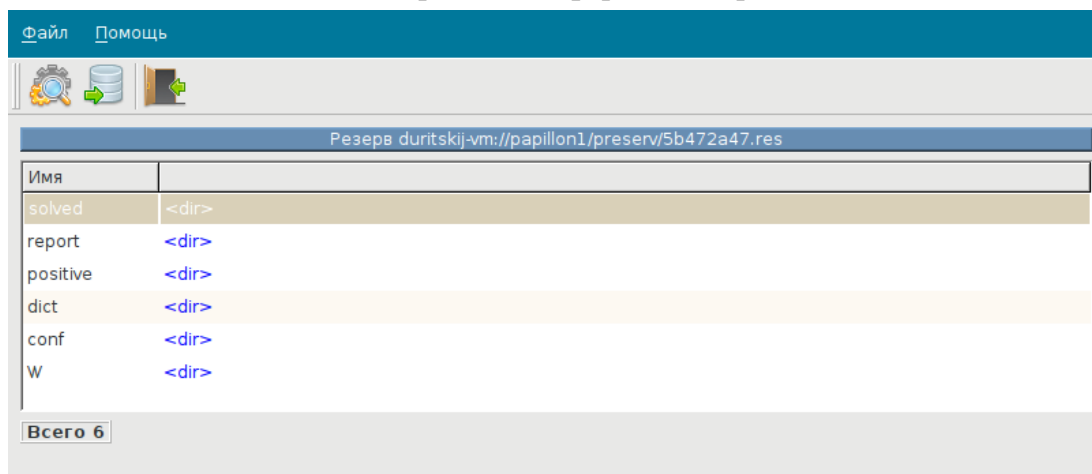 Файл Помощь
Резерв duritskij-vm://papillon1/preserv/5b472a47.res
Имя
solved <dir>
report <dir>
positive <dir>
dict <dir>
conf <dir>
W <dir>
Всего 6